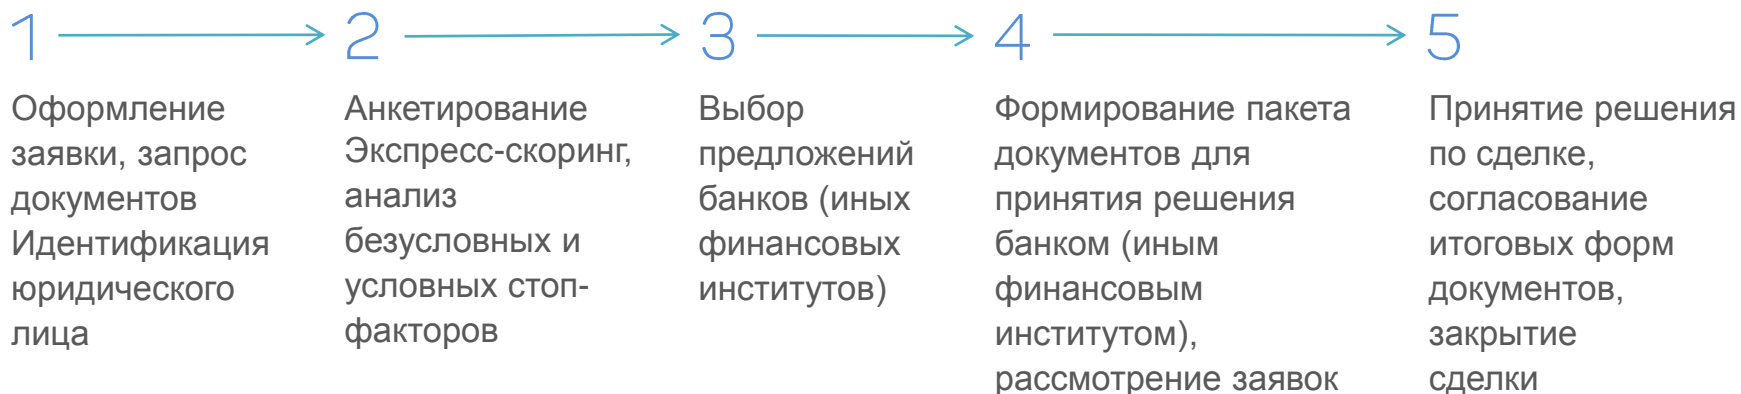 1
2
3
4
5
Оформление
заявки, запрос
документов
Идентификация
юридического
лица
Анкетирование
Экспресс-скоринг,
анализ
безусловных и
условных стоп-
факторов
Выбор
предложений
банков (иных
финансовых
институтов)
Формирование пакета
документов для
принятия решения
банком (иным
финансовым
институтом),
рассмотрение заявок
Принятие решения
по сделке,
согласование
итоговых форм
документов,
закрытие
сделки